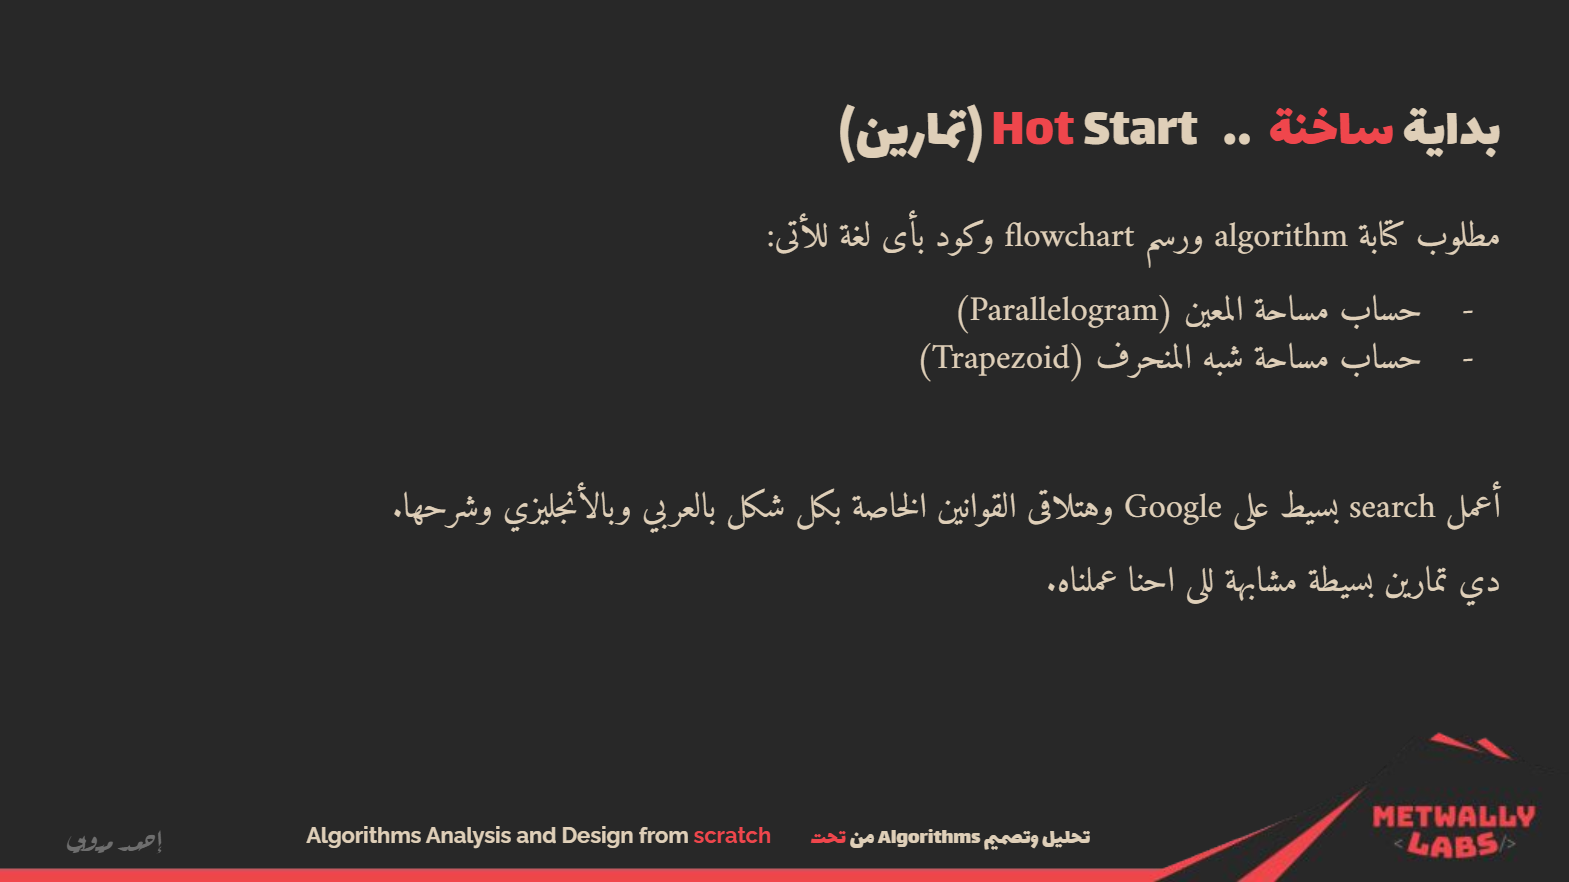 بداية ساخنة .. Hot Start (تمارين)
مطلوب كتابة algorithm ورسم flowchart وكود بأى لغة للأتى:
- حساب مساحة المعين (Parallelogram)
- حساب مساحة شبه المنحرف (Trapezoid)
أعمل search بسيط على Google وهتلاقى القوانين الخاصة بكل شكل بالعربي وبالأنجليزي وشرحها.
دي تمارين بسيطة مشابهة للى احنا عملناه.
METWALLY
<LABS/>
تحليل وتصميم Algorithms من تحت
Algorithms Analysis and Design from scratch